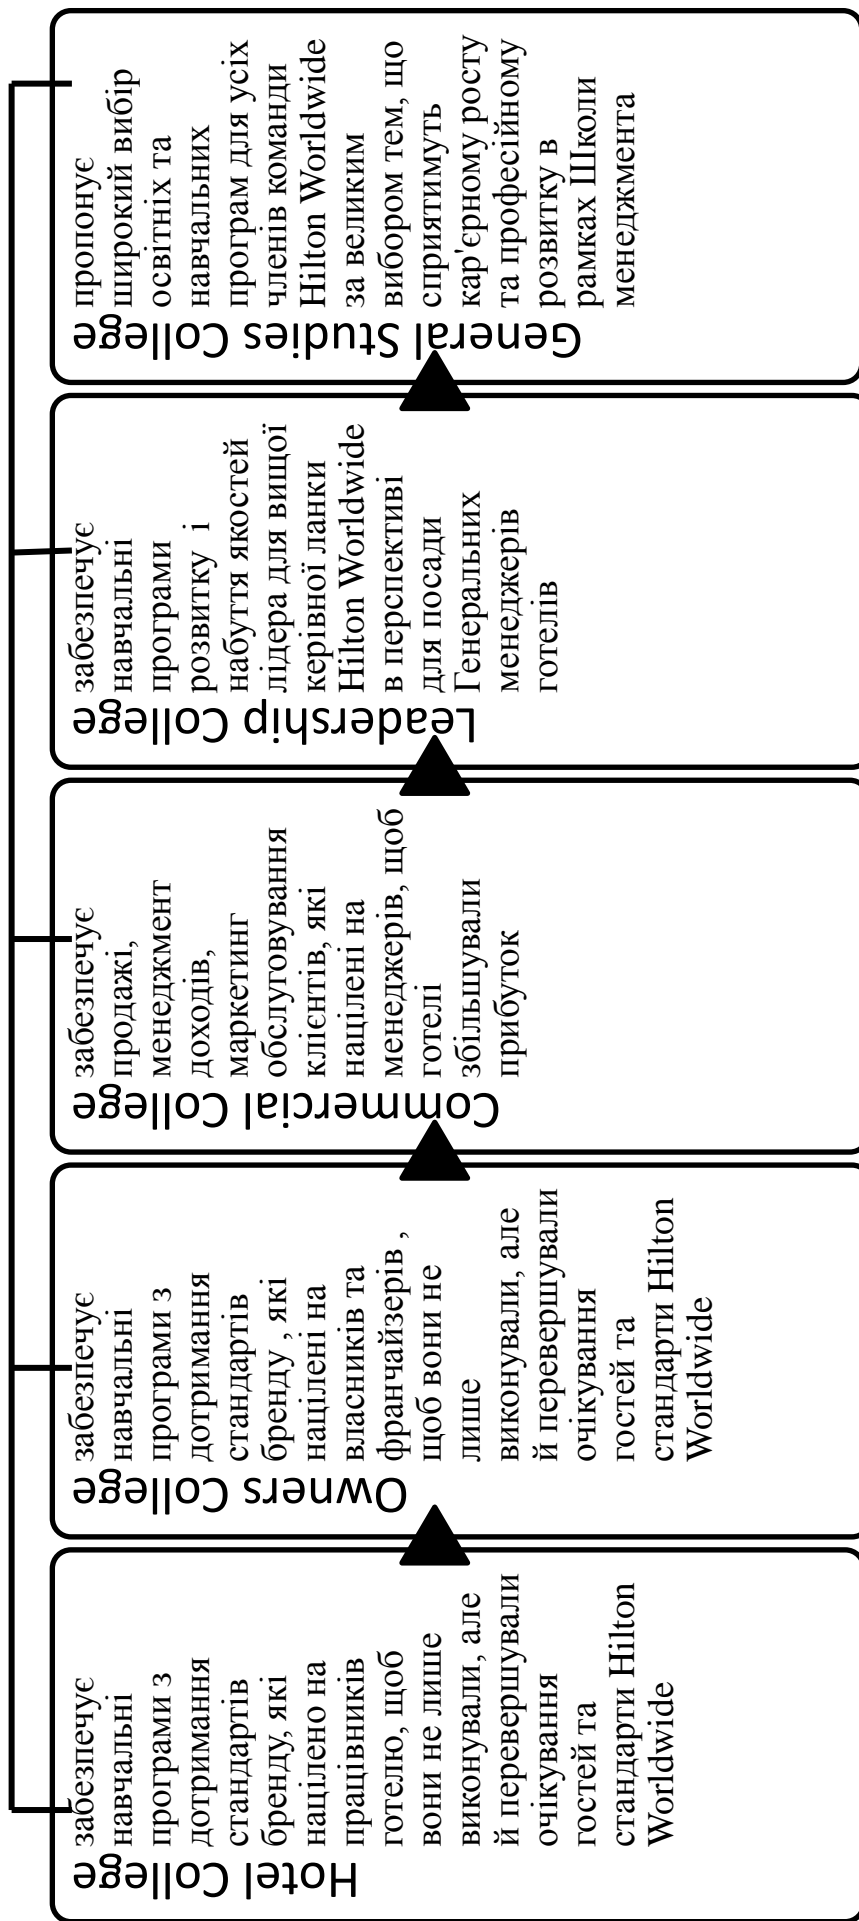 Hotel College
забезпечує
навчальні
програми з
дотримання
стандартів
бренду, які
націлено на
працівників
готелю, щоб
вони не лише
виконували, але
й перевершували
очікування
гостей та
стандарти Hilton
Worldwide
Owners College
забезпечує
навчальні
програми з
дотримання
стандартів
бренду , які
націлені на
власників та
франчайзерів ,
щоб вони не
лише
виконували, але
й перевершували
очікування
гостей та
стандарти Hilton
Worldwide
Commercial College
забезпечує
продажі,
менеджмент
доходів,
маркетинг
обслуговування
клієнтів, які
націлені на
менеджерів, щоб
готелі
збільшували
прибуток
Leadership College
забезпечує
навчальні
програми
розвитку і
набуття якостей
лідера для вищої
керівної ланки
Hilton Worldwide
в перспективі
для посади
Генеральних
менеджерів
готелів
General Studies College
пропонує
широкий вибір
освітніх та
навчальних
програм для усіх
членів команди
Hilton Worldwide
за великим
вибором тем, що
сприятимуть
кар'єрному росту
та професійному
розвитку в
рамках Школи
менеджмента